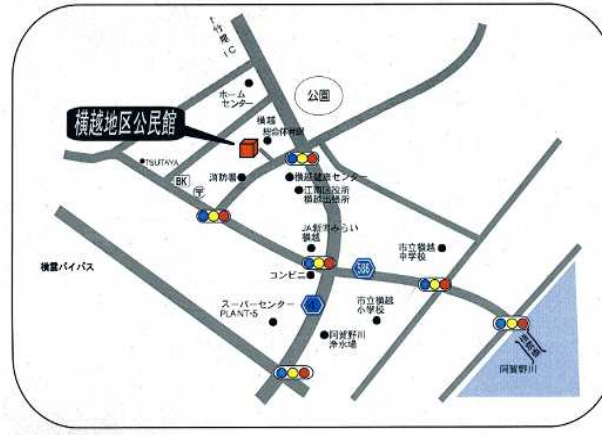 ↑竹尾IC
ホーム
センター
公園
横越地区公民館
横越
総合体育館
TSUTAYA
BK
〒
消防署
横越健康センター
江南区役所
横越出張所
JA新潟みらい
横越
市立横越
中学校
横雲バイパス
コンビニ
586
スーパーセンター
PLANT-5
市立横越
小学校
阿賀野川
浄水場
阿賀野川